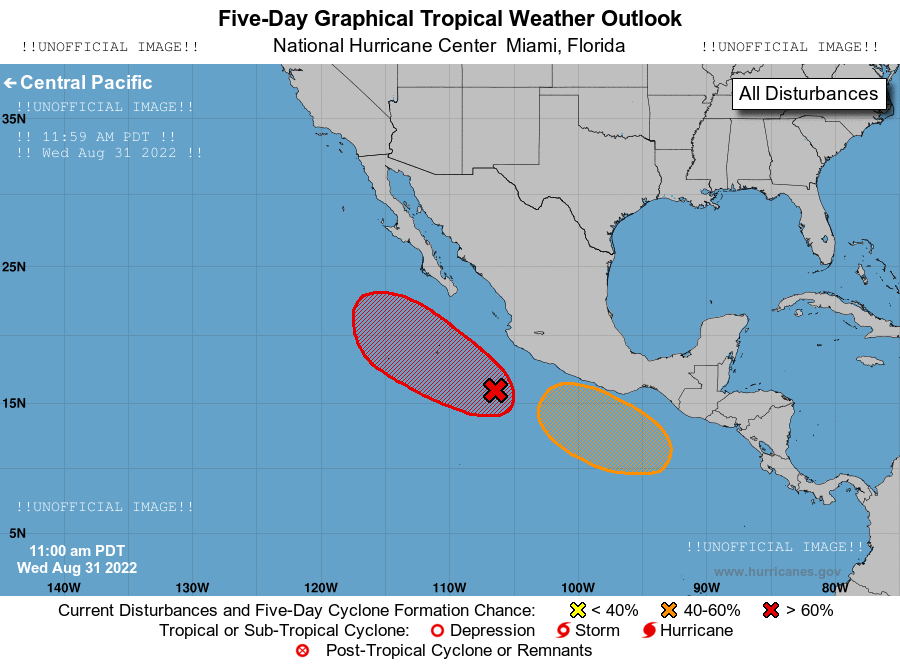 Five-Day Graphical Tropical Weather Outlook
!!UNOFFICIAL IMAGE!! National Hurricane Center Miami, Florida !!UNOFFICIAL IMAGE!!
← Central Pacific
All Disturbances
!!UNOFFICIAL IMAGE!!
35N
!! 11:59 AM PDT !!
!! Wed Aug 31 2022 !!
25N
15N
!!UNOFFICIAL IMAGE!!
5N
11:00 am PDT
Wed Aug 31 2022
!!UNOFFICIAL IMAGE!!
www.hurricanes.gov
140W 130W 120W 110W 100W 90W 80W
Current Disturbances and Five-Day Cyclone Formation Chance: < 40% 40-60% > 60%
Tropical or Sub-Tropical Cyclone: Depression Storm Hurricane
Post-Tropical Cyclone or Remnants